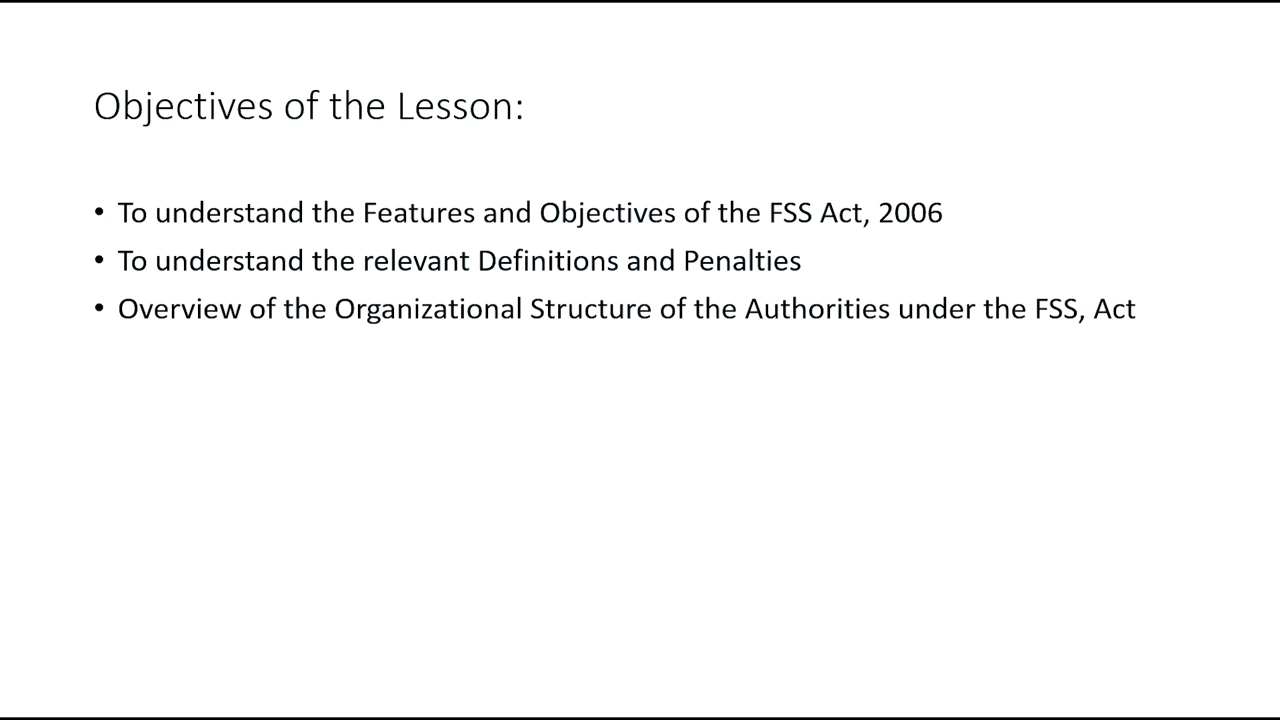 Objectives of the Lesson:
• To understand the Features and Objectives of the FSS Act, 2006
• To understand the relevant Definitions and Penalties
• Overview of the Organizational Structure of the Authorities under the FSS, Act